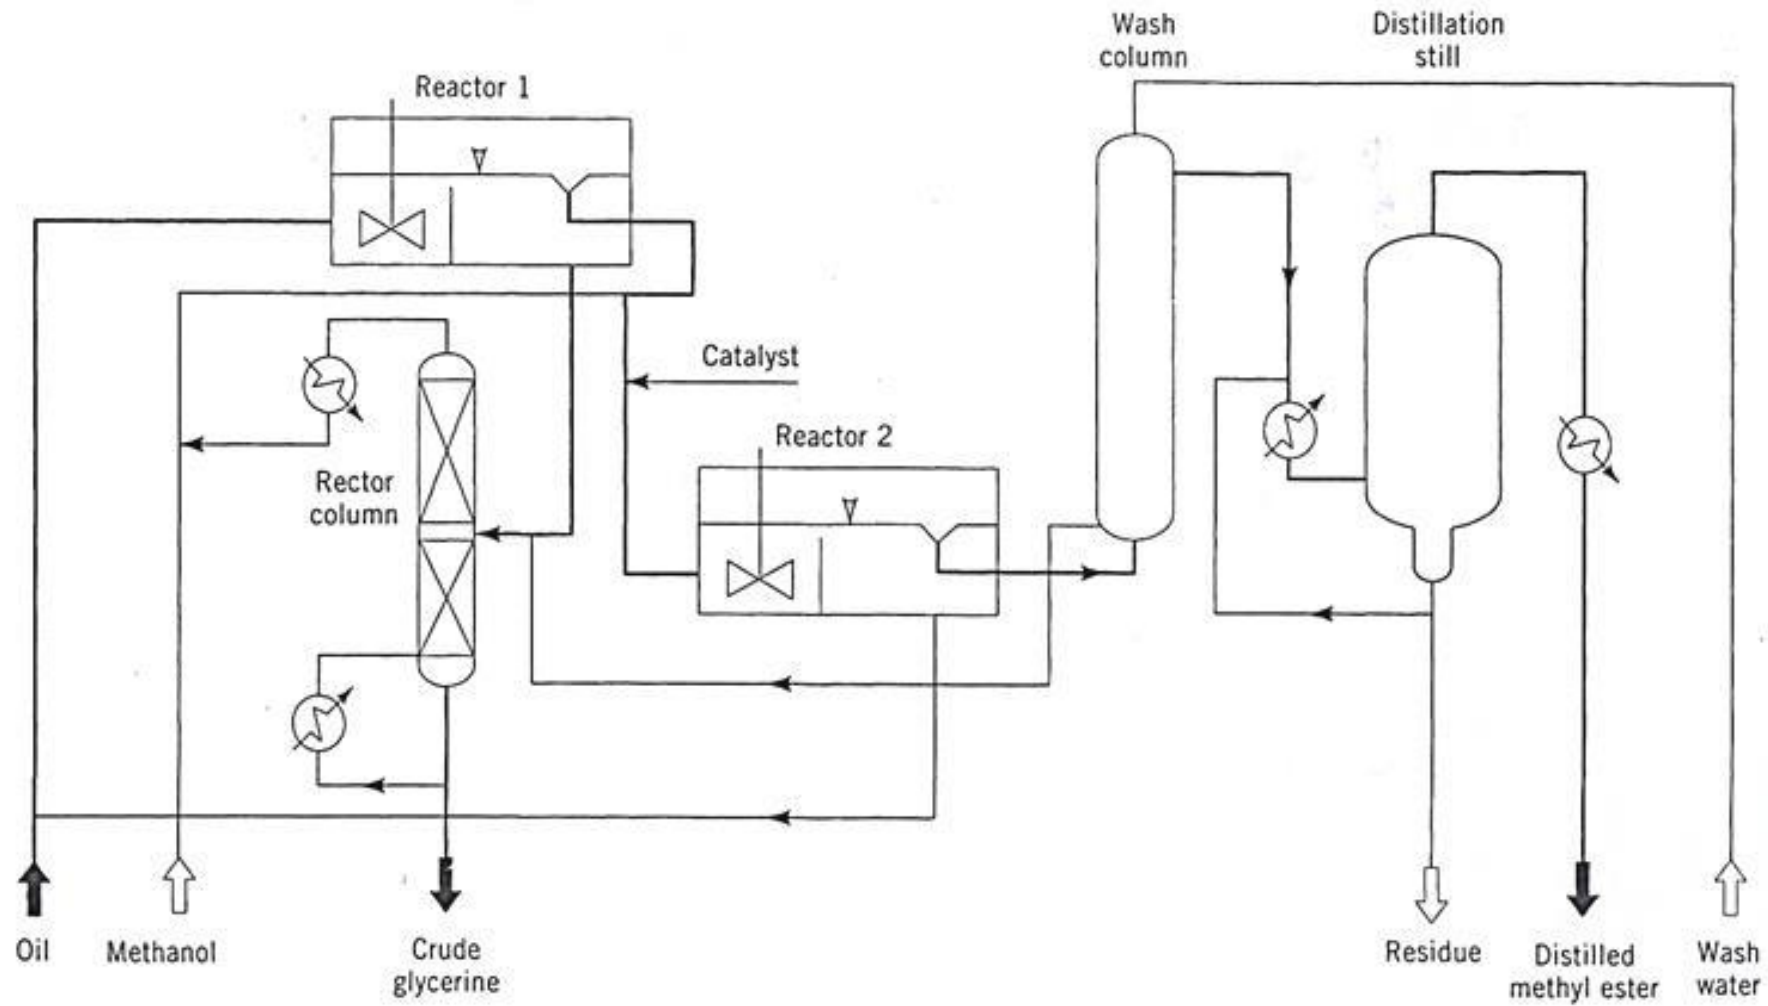 Wash
column
Distillation
still
Reactor 1
Catalyst
Reactor 2
Rector
column
Oil
Methanol
Crude
glycerine
Residue
Distilled
methyl ester
Wash
water